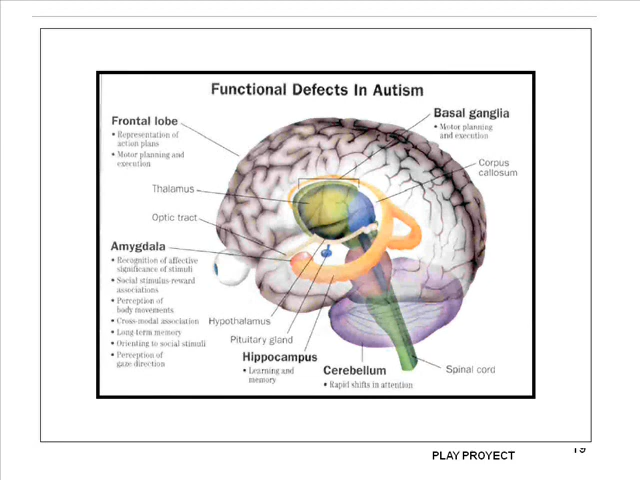 Functional Defects In Autism
Frontal lobe
• Representation of
action plans
• Motor planning and
execution
Basal ganglia
• Motor planning
and execution
Corpus
callosum
Thalamus
Optic tract
Amygdala
• Recognition of affective
significance of stimuli
• Social stimulus-reward
associations
• Perception of
body movements
• Cross-modal association
• Long-term memory
• Orienting to social stimuli
• Perception of
gaze direction
Hypothalamus
Pituitary gland
Hippocampus
• Learning and
memory
Cerebellum
• Rapid shifts in attention
Spinal cord
PLAY PROYECT
19